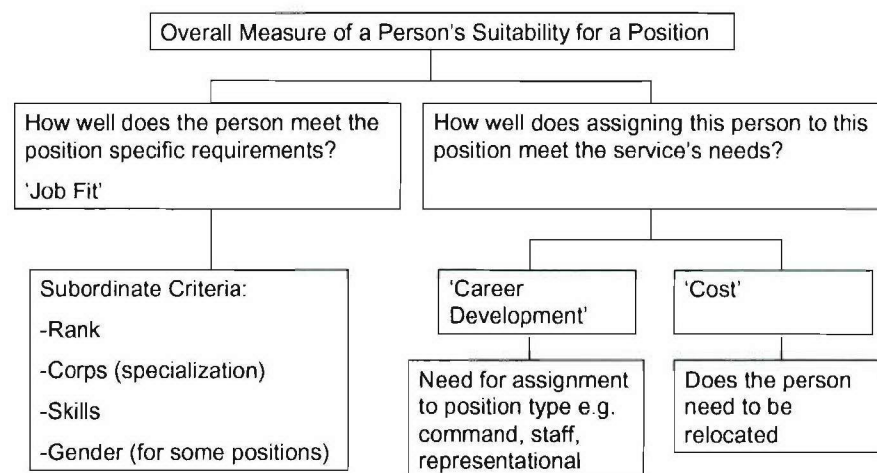 Overall Measure of a Person's Suitability for a Position
How well does the person meet the
position specific requirements?
'Job Fit'
How well does assigning this person to this
position meet the service's needs?
Subordinate Criteria:
-Rank
-Corps (specialization)
-Skills
-Gender (for some positions)
'Career
Development'
'Cost'
Need for assignment
to position type e.g.
command, staff,
representational
Does the person
need to be
relocated